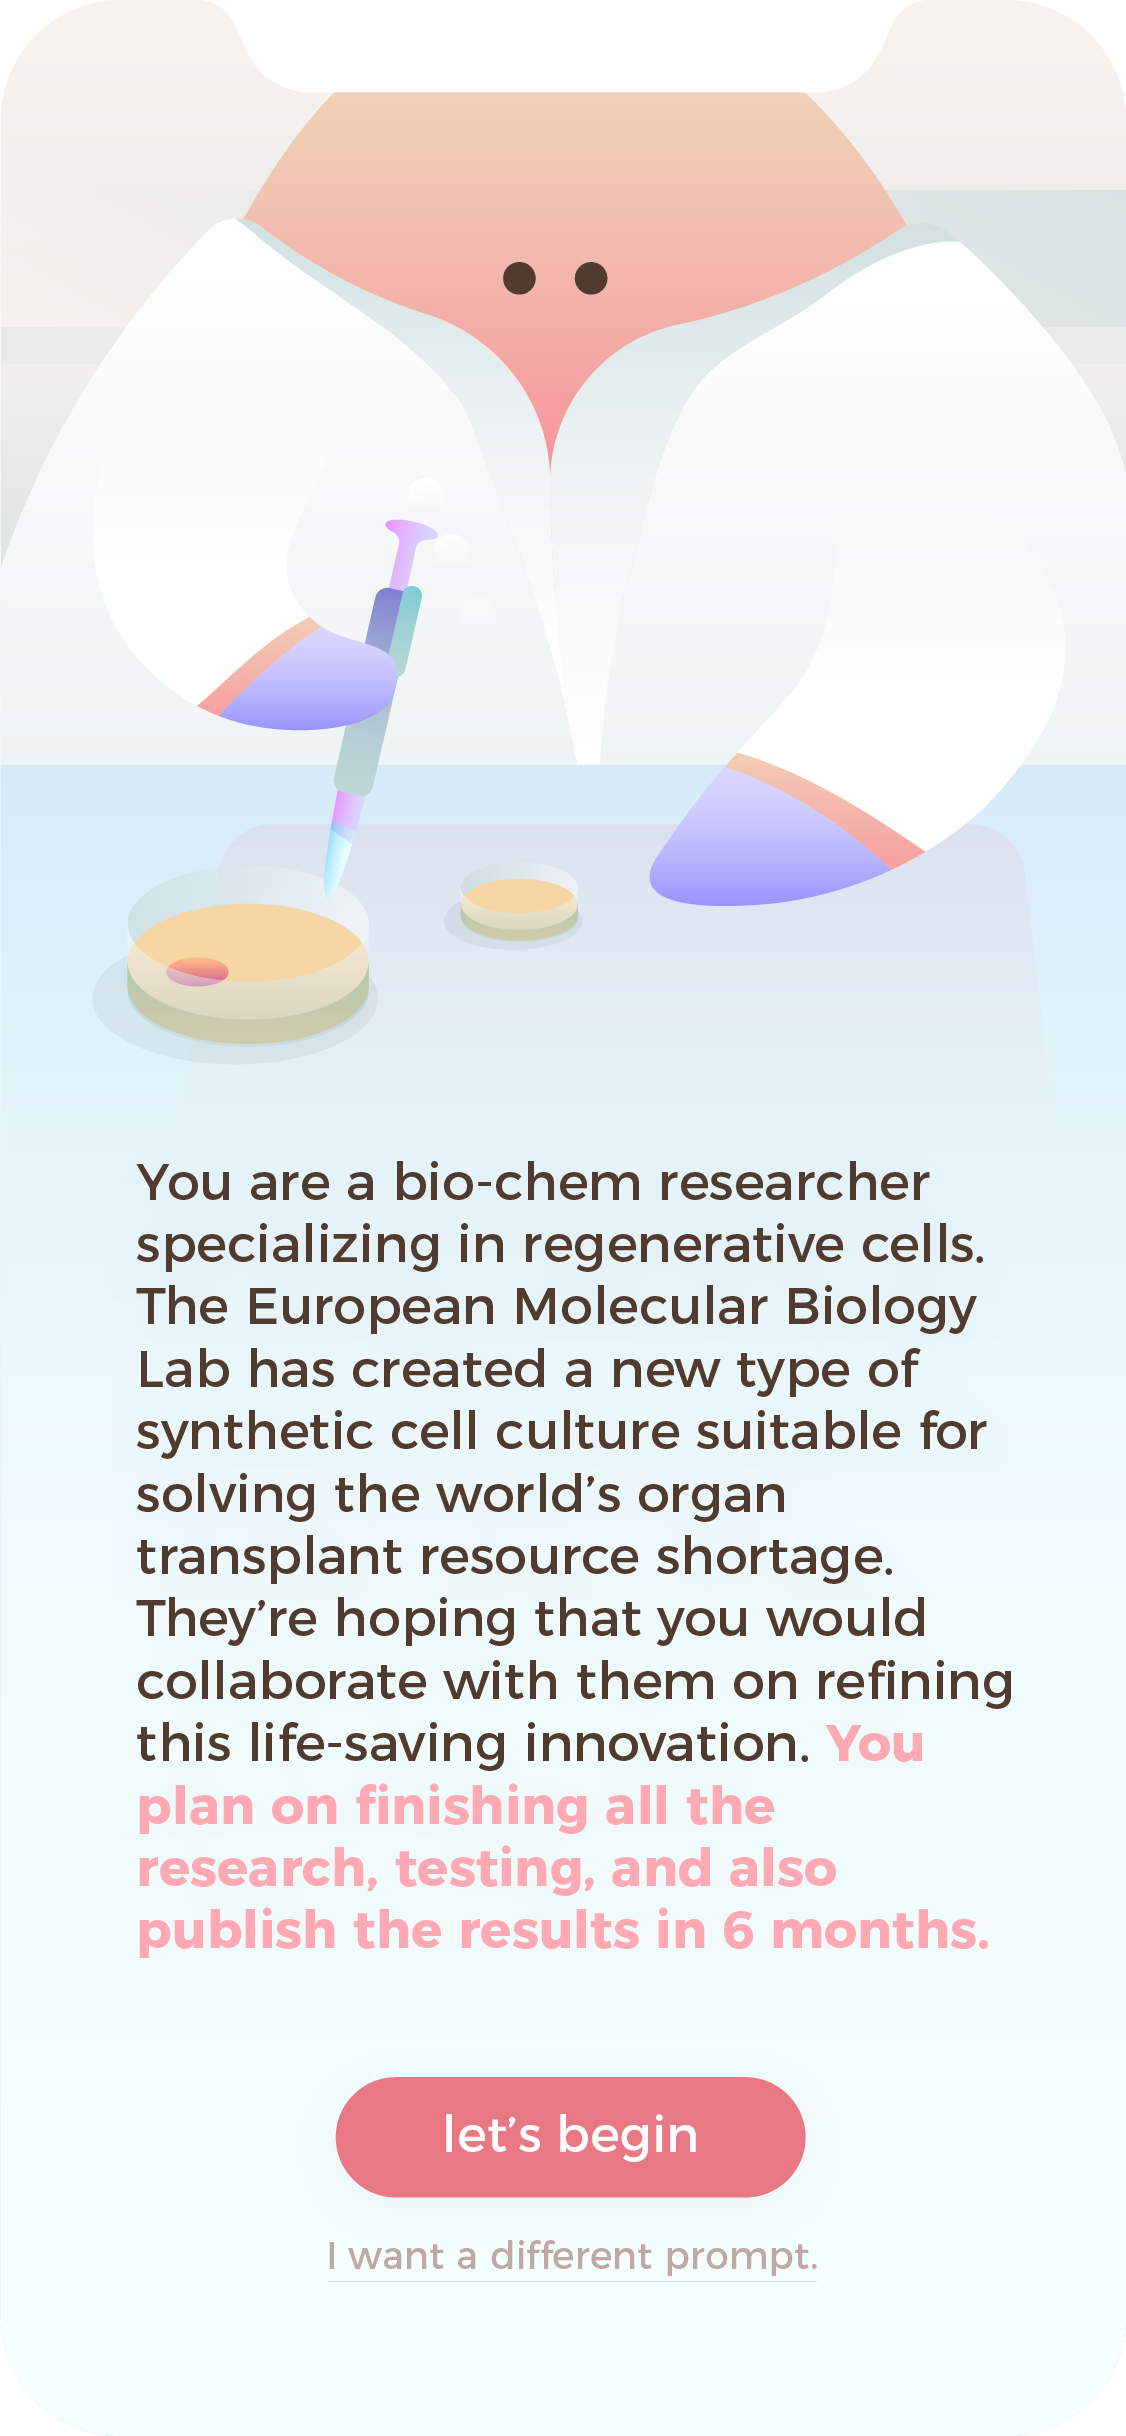 You are a bio-chem researcher
specializing in regenerative cells.
The European Molecular Biology
Lab has created a new type of
synthetic cell culture suitable for
solving the world’s organ
transplant resource shortage.
They’re hoping that you would
collaborate with them on refining
this life-saving innovation. You
plan on finishing all the
research, testing, and also
publish the results in 6 months.
let’s begin
I want a different prompt.